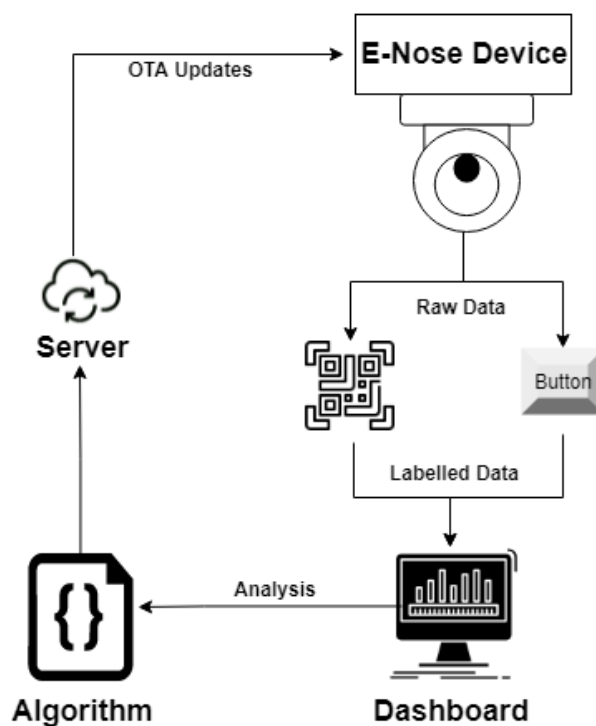 E-Nose Device
OTA Updates
Raw Data
Server
Button
Labelled Data
Analysis
Algorithm
Dashboard